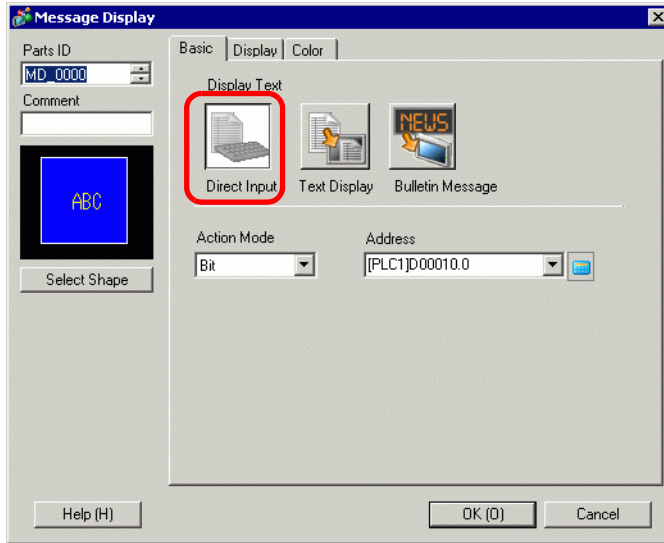 Message Display
Parts ID
MD_0000
Comment
ABC
Select Shape
Basic Display Color
Display Text
NEWS
Direct Input Text Display Bulletin Message
Action Mode Address
Bit [PLC1]D00010.0
Help (H) OK (O) Cancel